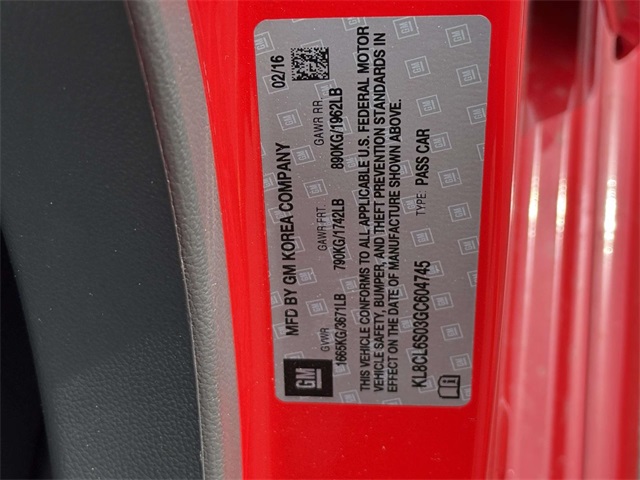 MFD BY GM KOREA COMPANY 02/16
GVWR GAWR FRT. GAWR RR.
1665KG/3671LB 790KG/1742LB 890KG/1962LB
THIS VEHICLE CONFORMS TO ALL APPLICABLE U.S. FEDERAL MOTOR
VEHICLE SAFETY, BUMPER, AND THEFT PREVENTION STANDARDS IN
EFFECT ON THE DATE OF MANUFACTURE SHOWN ABOVE.
KL8CL6S03GC604745 TYPE: PASS CAR
GM